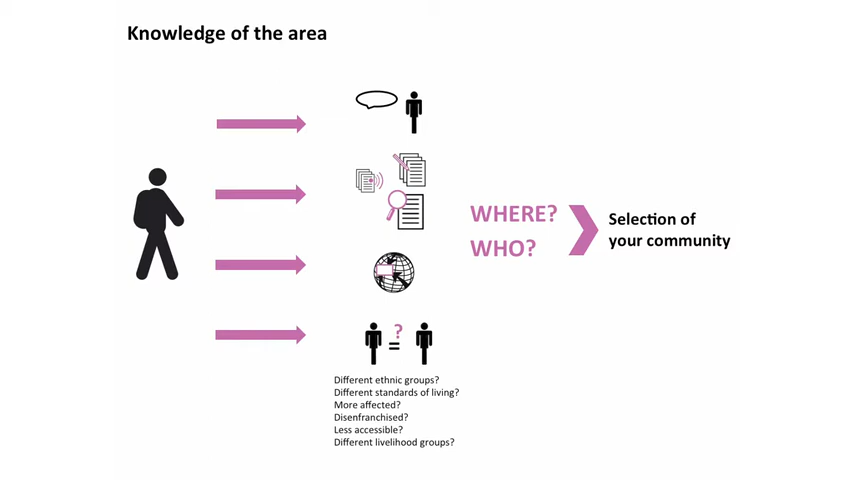 Knowledge of the area
WHERE?
WHO?
Selection of
your community
?
=
Different ethnic groups?
Different standards of living?
More affected?
Disenfranchised?
Less accessible?
Different livelihood groups?